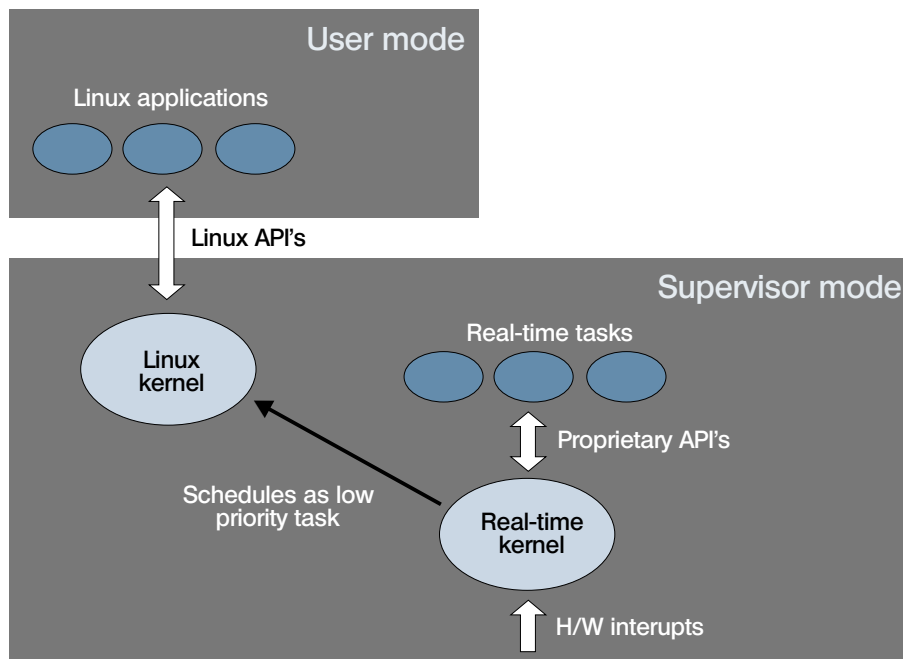 User mode
Linux applications
Linux API's
Supervisor mode
Real-time tasks
Linux
kernel
Proprietary API's
Schedules as low
priority task
Real-time
kernel
H/W interupts